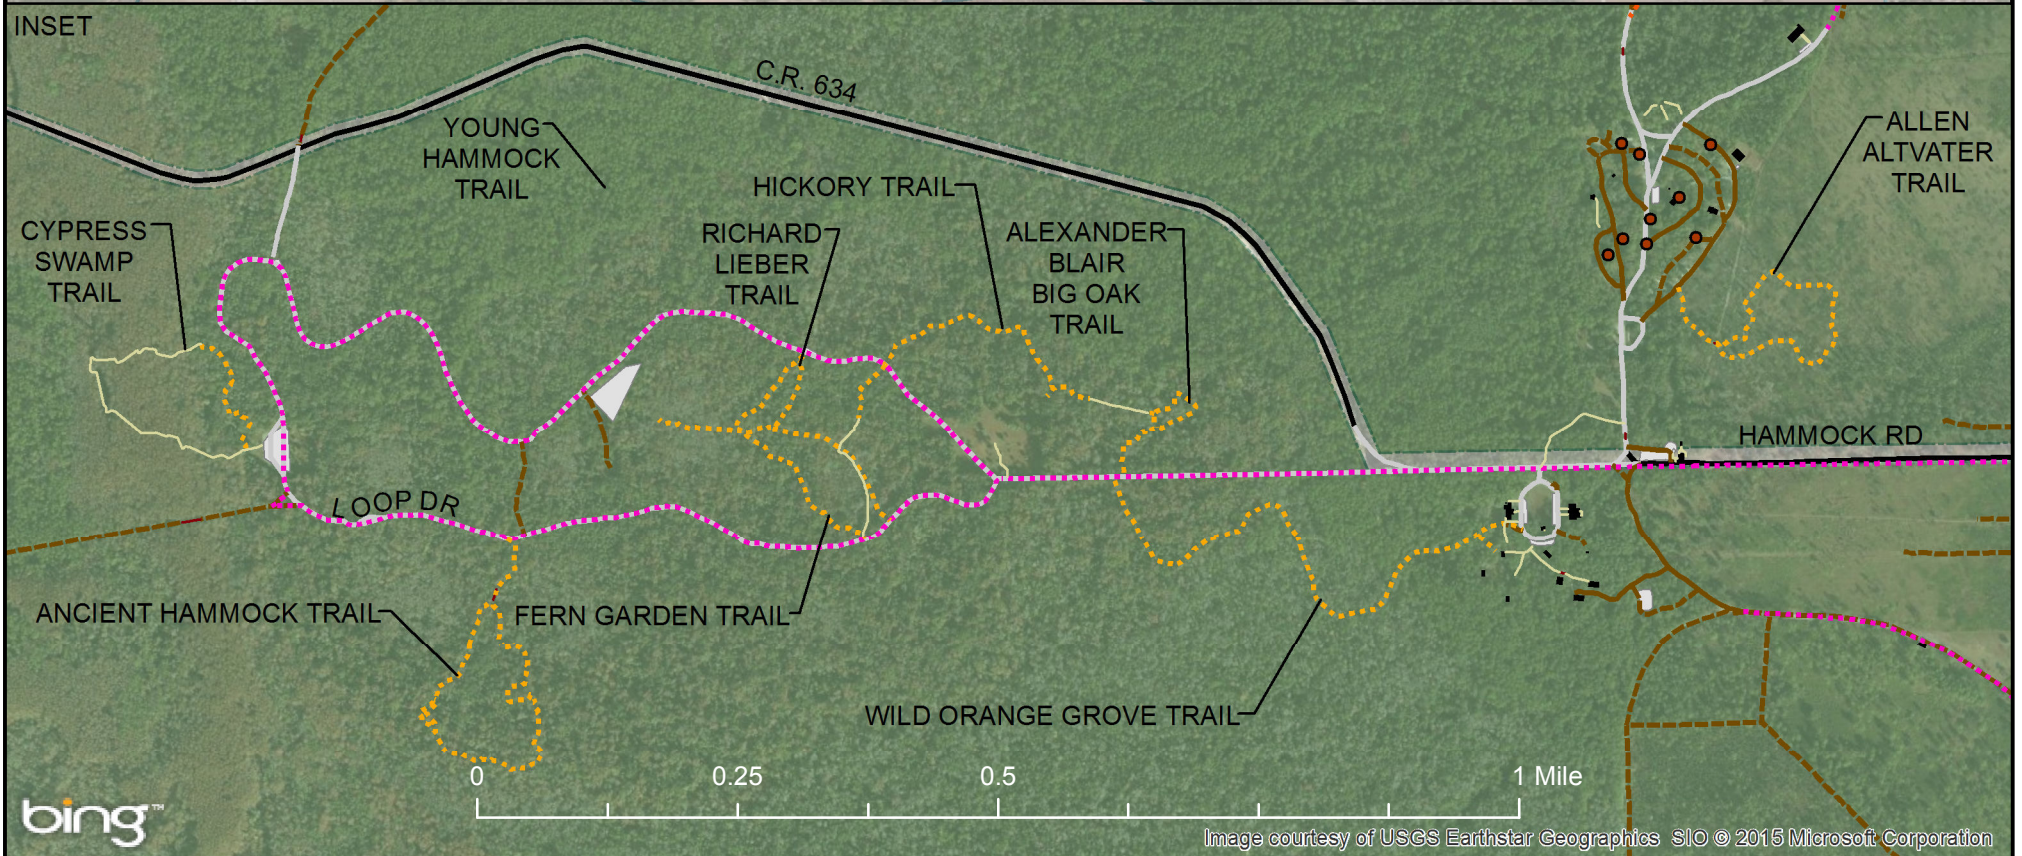 INSET
C.R. 634
YOUNG
HAMMOCK
TRAIL
HICKORY TRAIL
ALLEN
ALTVATER
TRAIL
CYPRESS
SWAMP
TRAIL
RICHARD
LIEBER
TRAIL
ALEXANDER
BLAIR
BIG OAK
TRAIL
HAMMOCK RD
LOOP DR
ANCIENT HAMMOCK TRAIL
FERN GARDEN TRAIL
WILD ORANGE GROVE TRAIL
0 0.25 0.5 1 Mile
bing™
Image courtesy of USGS Earthstar Geographics SIO © 2015 Microsoft Corporation